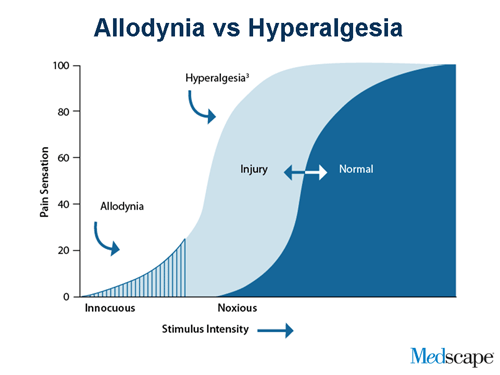 Allodynia vs Hyperalgesia
100
80
60
40
20
0
Pain Sensation
Hyperalgesia³
Injury
Normal
Allodynia
Innocuous
Noxious
Stimulus Intensity
Medscape